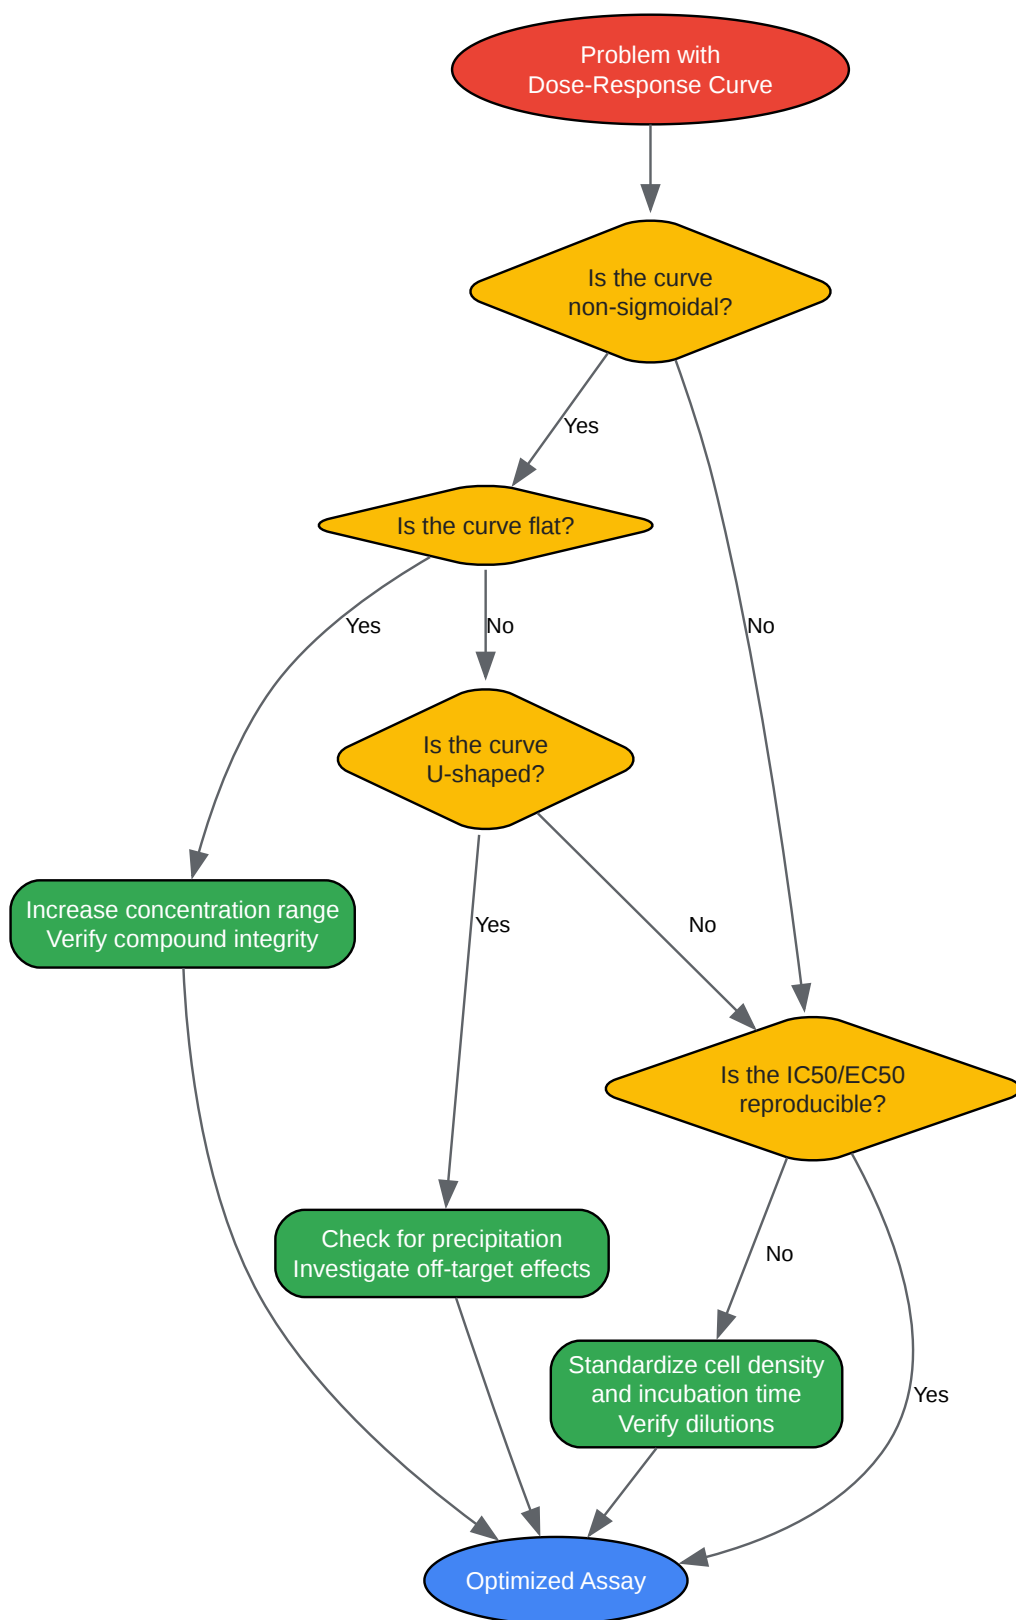 Problem with
Dose-Response Curve
Is the curve
non-sigmoidal?
Yes
Is the curve flat?
Yes
No
No
Is the curve
U-shaped?
Increase concentration range
Verify compound integrity
Yes
No
Is the IC50/EC50
reproducible?
Check for precipitation
Investigate off-target effects
No
Standardize cell density
and incubation time
Verify dilutions
Yes
Optimized Assay